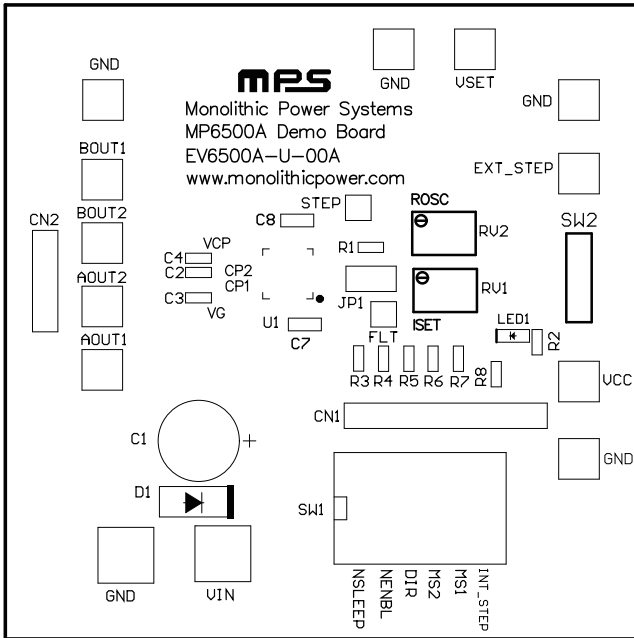 MPS
Monolithic Power Systems
MP6500A Demo Board
EV6500A-U-00A
www.monolithicpower.com
GND
GND
VSET
GND
BOUT1
EXT_STEP
CN2
BOUT2
STEP
C8
ROSC
RV2
SW2
VCP
C4
C2
CP2
CP1
R1
AOUT2
C3
VG
JP1
RV1
U1
C7
FLT
ISET
LED1
R2
AOUT1
R3
R4
R5
R6
R7
R8
VCC
CN1
C1
+
GND
D1
SW1
GND
VIN
NSLEEP
NENBL
DIR
MS2
MS1
INT_STEP